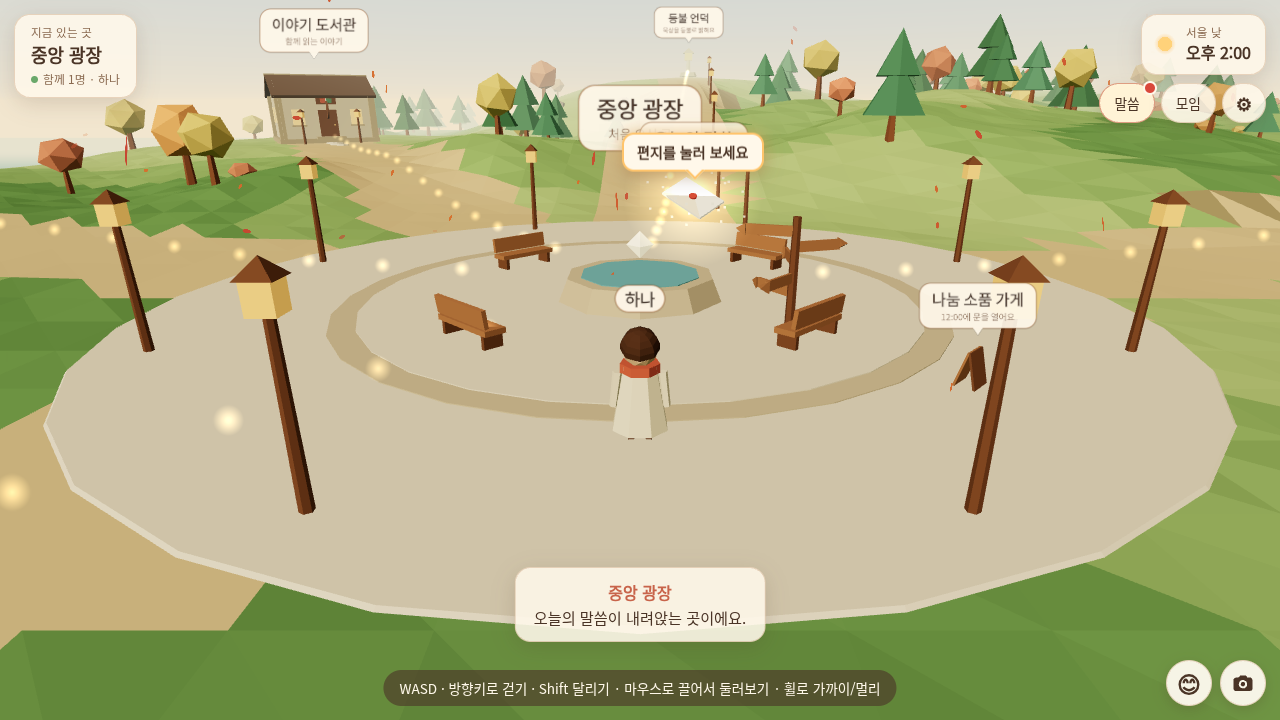 지금 있는 곳
중앙 광장
함께 1명 · 하나
이야기 도서관
함께 읽는 이야기
등불 언덕
서울 낮
오후 2:00
말씀
모임
중앙 광장
처음
편지를 눌러 보세요
하나
나눔 소품 가게
12:00에 문을 열어요
중앙 광장
오늘의 말씀이 내려앉는 곳이에요.
WASD · 방향키로 걷기 · Shift 달리기 · 마우스로 끌어서 둘러보기 · 휠로 가까이/멀리